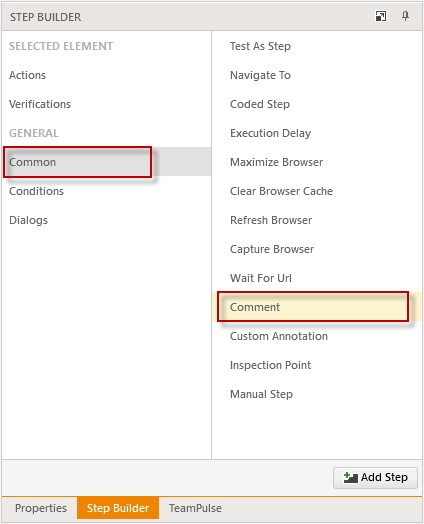 STEP BUILDER
SELECTED ELEMENT
Actions
Verifications
GENERAL
Common
Conditions
Dialogs
Test As Step
Navigate To
Coded Step
Execution Delay
Maximize Browser
Clear Browser Cache
Refresh Browser
Capture Browser
Wait For Url
Comment
Custom Annotation
Inspection Point
Manual Step
Add Step
Properties
Step Builder
TeamPulse